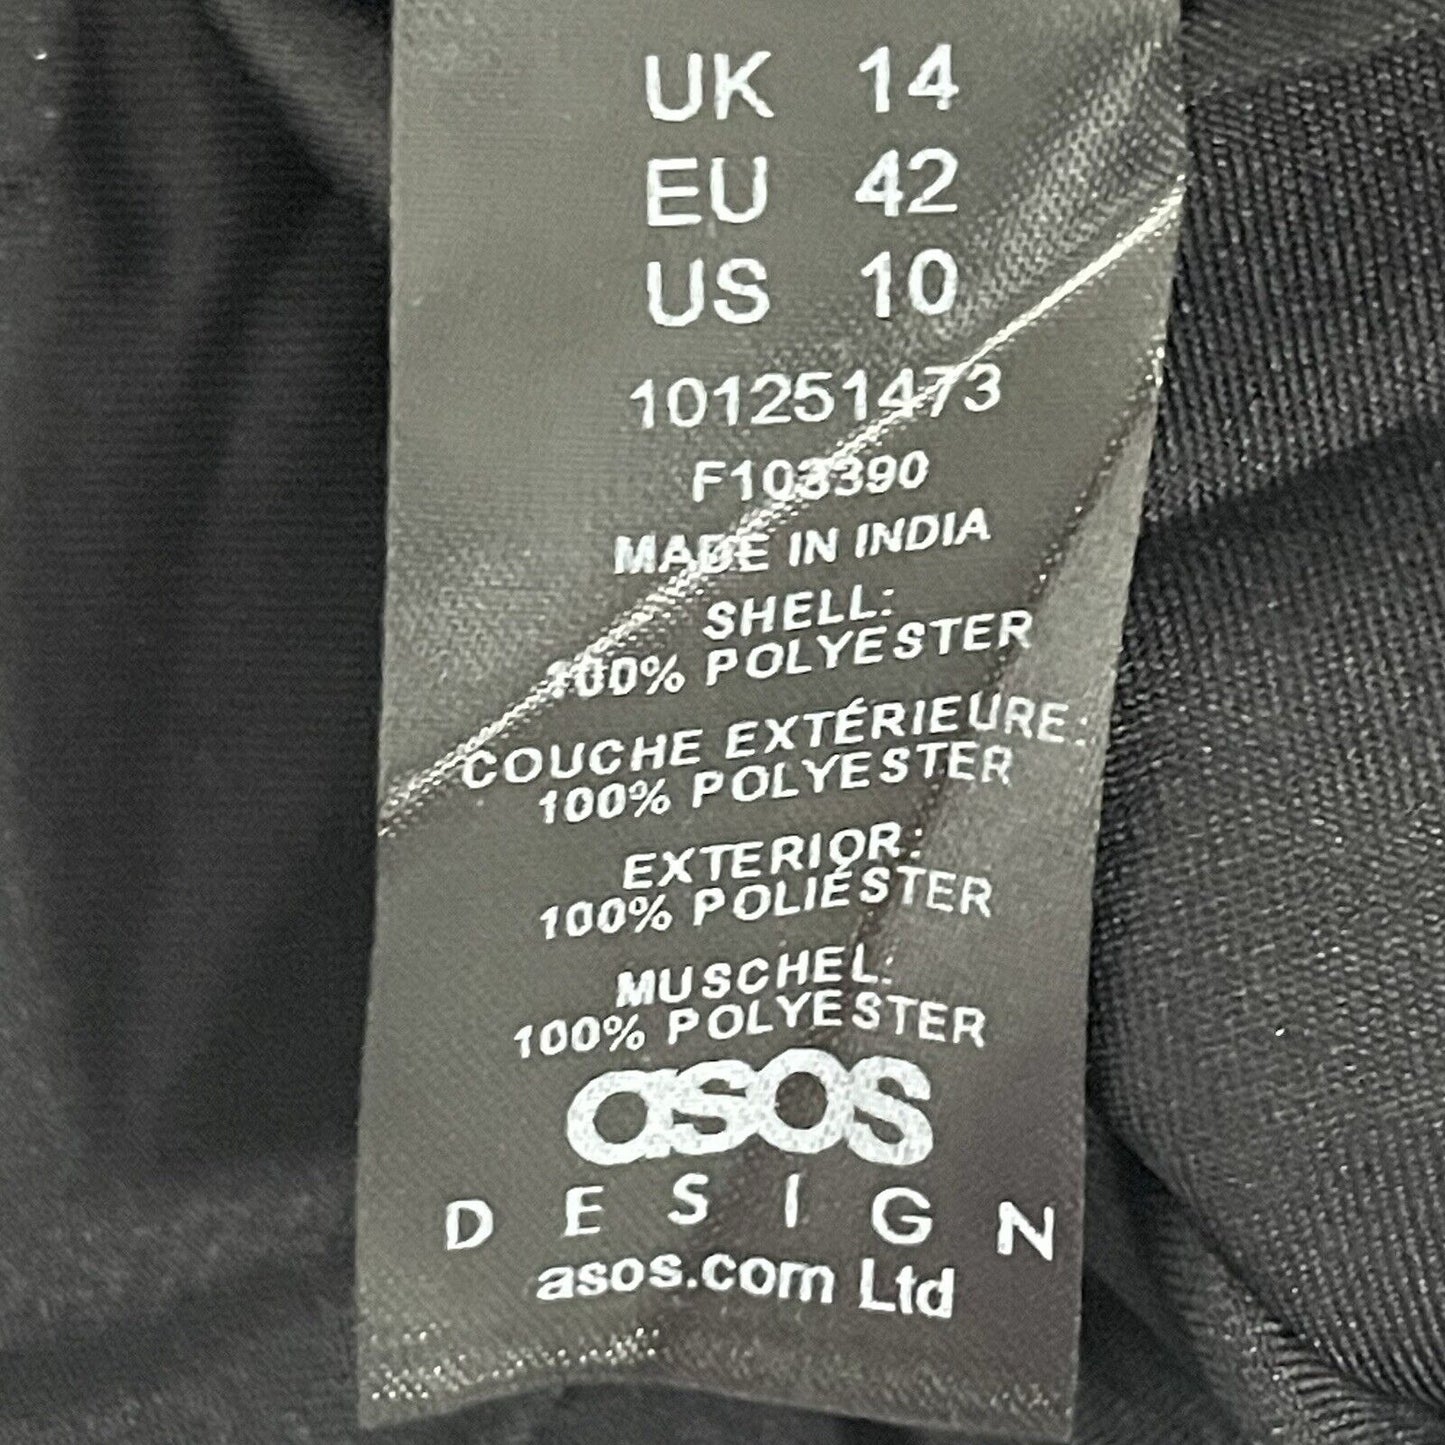 UK 14
EU 42
US 10
101251473
F103390
MADE IN INDIA
SHELL:
100% POLYESTER
COUCHE EXTÉRIEURE:
100% POLYESTER
EXTERIOR:
100% POLIÉSTER
MUSCHEL:
100% POLYESTER
asos
DESIGN
asos.com Ltd